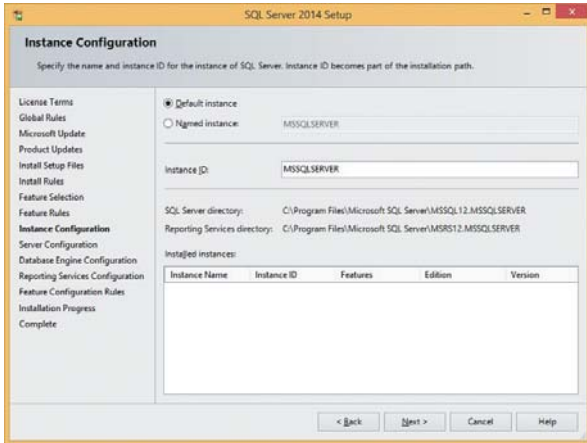 SQL Server 2014 Setup
Instance Configuration
Specify the name and instance ID for the instance of SQL Server. Instance ID becomes part of the installation path.
License Terms
Global Rules
Microsoft Update
Product Updates
Install Setup Files
Install Rules
Feature Selection
Feature Rules
Instance Configuration
Server Configuration
Database Engine Configuration
Reporting Services Configuration
Feature Configuration Rules
Installation Progress
Complete
Default instance
Named instance: MSSQLSERVER
Instance ID: MSSQLSERVER
SQL Server directory: C:\Program Files\Microsoft SQL Server\MSSQL12.MSSQLSERVER
Reporting Services directory: C:\Program Files\Microsoft SQL Server\MSRS12.MSSQLSERVER
Installed instances:
Instance Name Instance ID Features Edition Version
< Back Next > Cancel Help